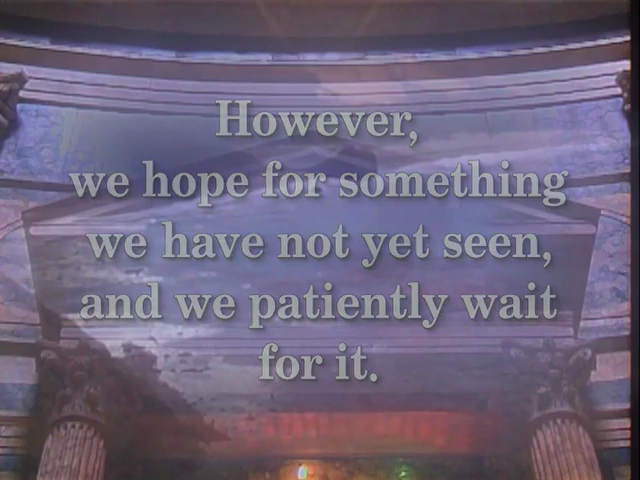 However,
we hope for something
we have not yet seen,
and we patiently wait
for it.